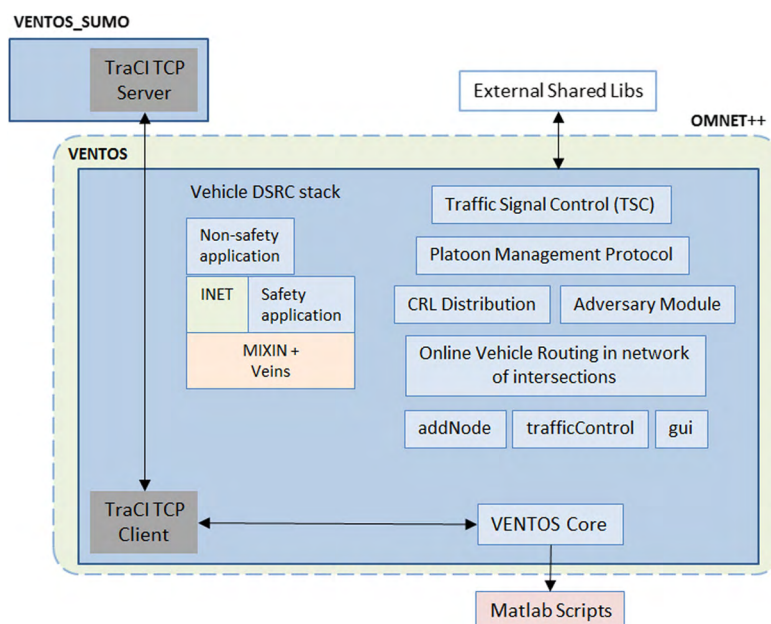 VENTOS_SUMO
TraCI TCP
Server
External Shared Libs
OMNET++
VENTOS
Vehicle DSRC stack
Traffic Signal Control (TSC)
Non-safety
application
Platoon Management Protocol
INET
Safety
application
CRL Distribution
Adversary Module
MIXIN +
Veins
Online Vehicle Routing in network
of intersections
addNode
trafficControl
gui
TraCI TCP
Client
VENTOS Core
Matlab Scripts